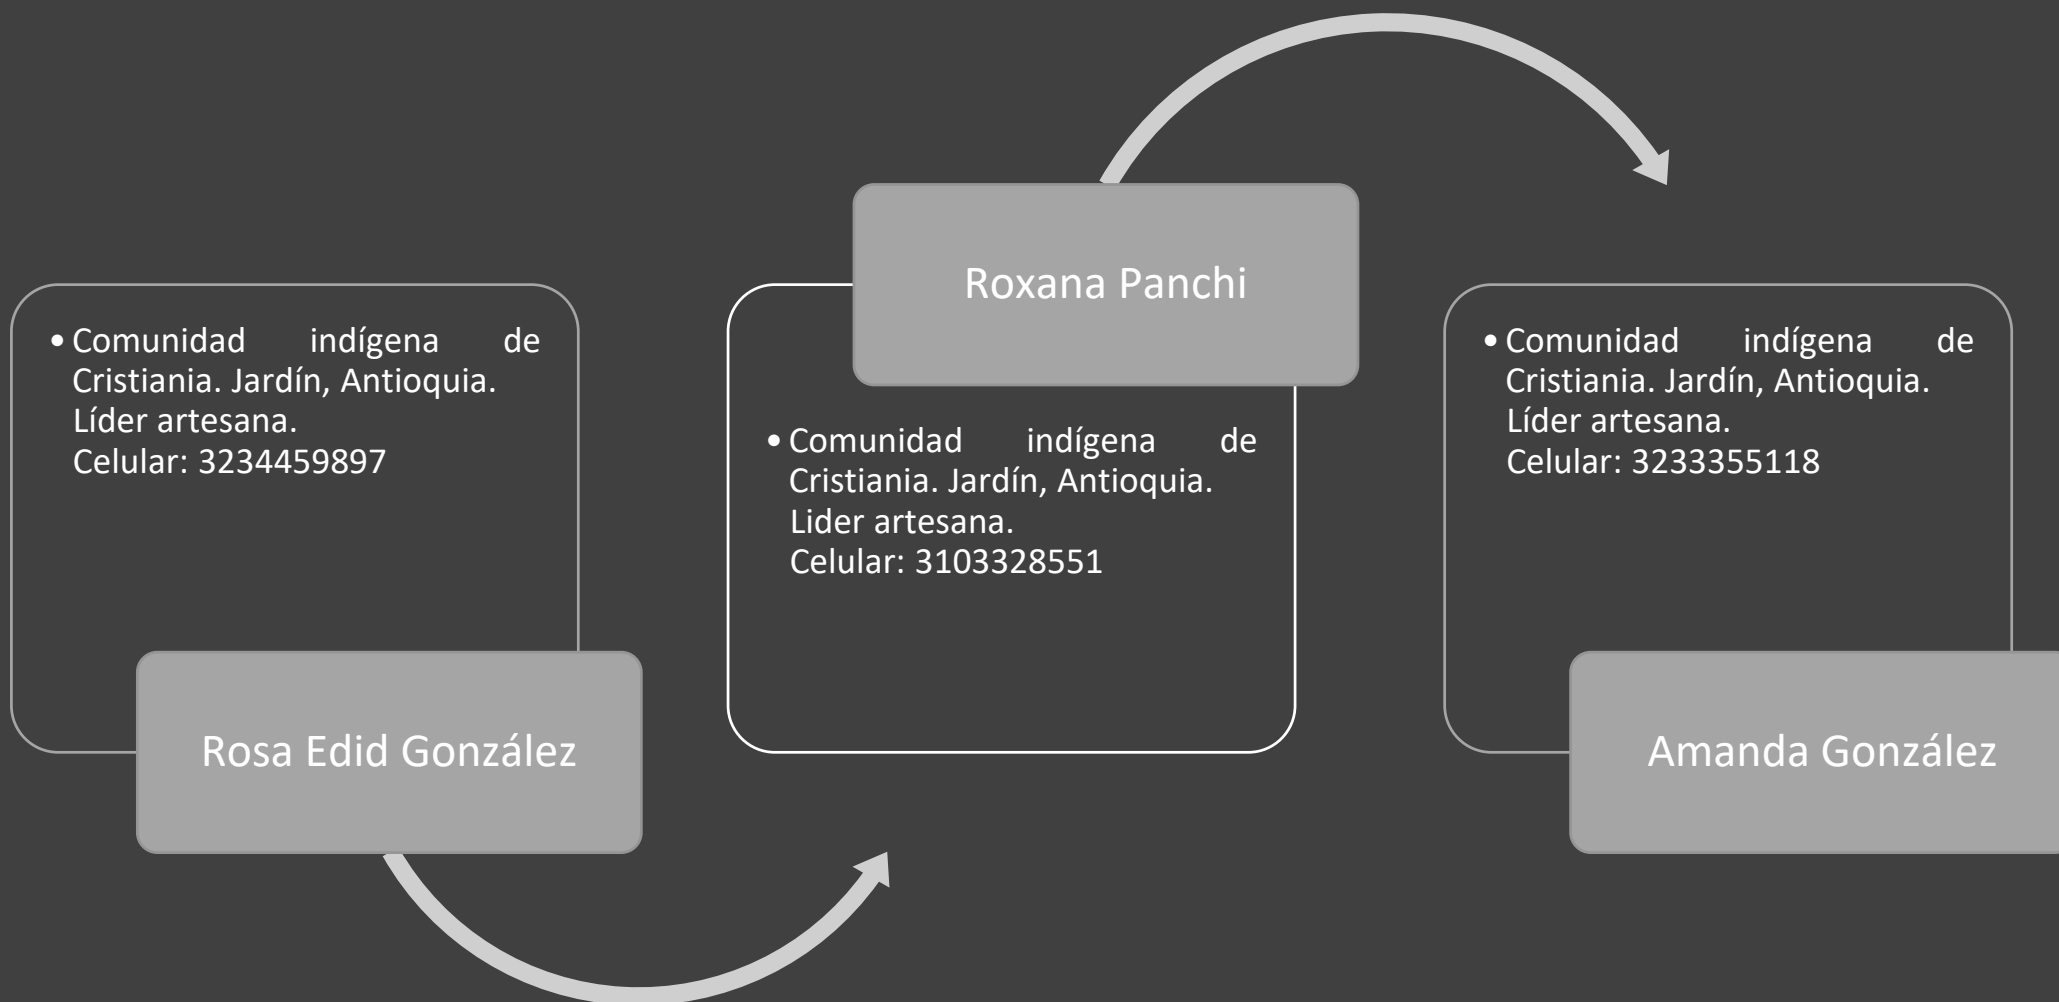 • Comunidad indígena de
Cristiania. Jardín, Antioquia.
Líder artesana.
Celular: 3234459897
Rosa Edid González
Roxana Panchi
• Comunidad indígena de
Cristiania. Jardín, Antioquia.
Lider artesana.
Celular: 3103328551
• Comunidad indígena de
Cristiania. Jardín, Antioquia.
Líder artesana.
Celular: 3233355118
Amanda González